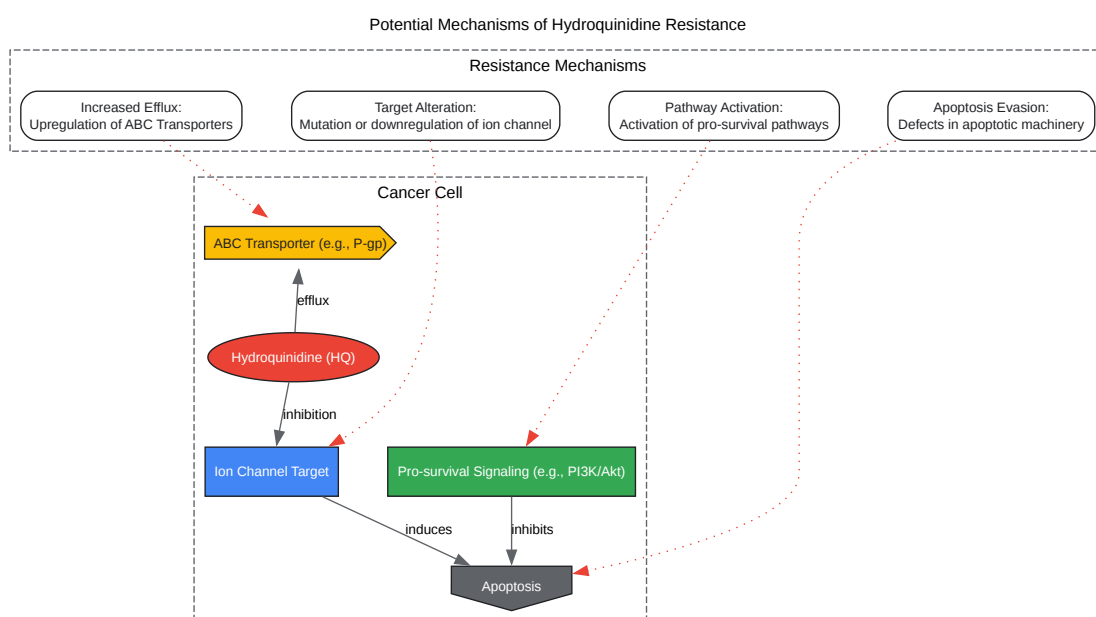 Potential Mechanisms of Hydroquinidine Resistance
Resistance Mechanisms
Increased Efflux:
Upregulation of ABC Transporters
Target Alteration:
Mutation or downregulation of ion channel
Pathway Activation:
Activation of pro-survival pathways
Apoptosis Evasion:
Defects in apoptotic machinery
Cancer Cell
ABC Transporter (e.g., P-gp)
efflux
Hydroquinidine (HQ)
inhibition
Ion Channel Target
Pro-survival Signaling (e.g., PI3K/Akt)
induces
inhibits
Apoptosis